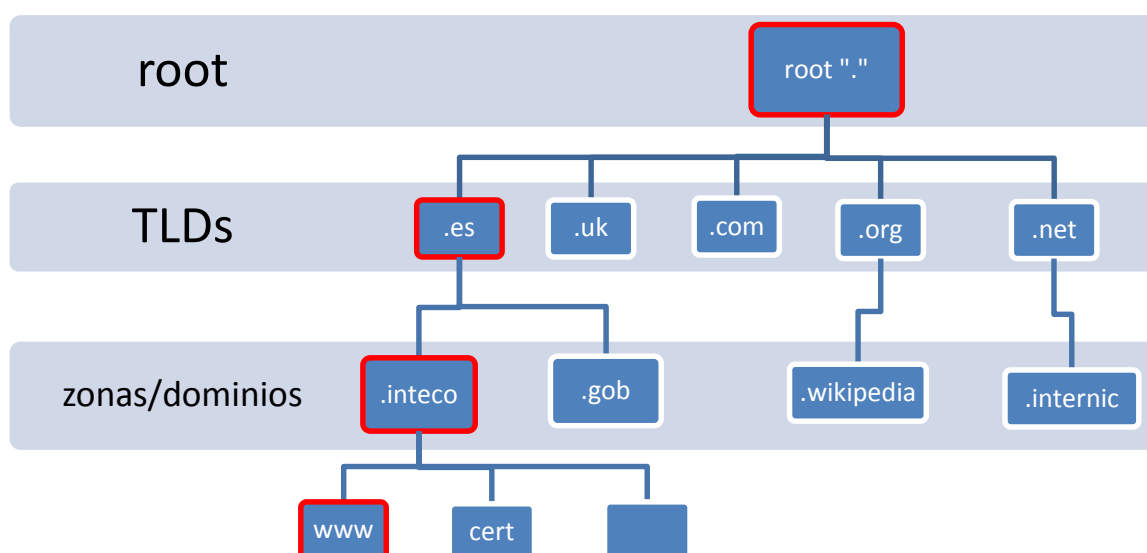 root
root "."
TLDs
.es
.uk
.com
.org
.net
zonas/dominios
.inteco
.gob
.wikipedia
.internic
www
cert